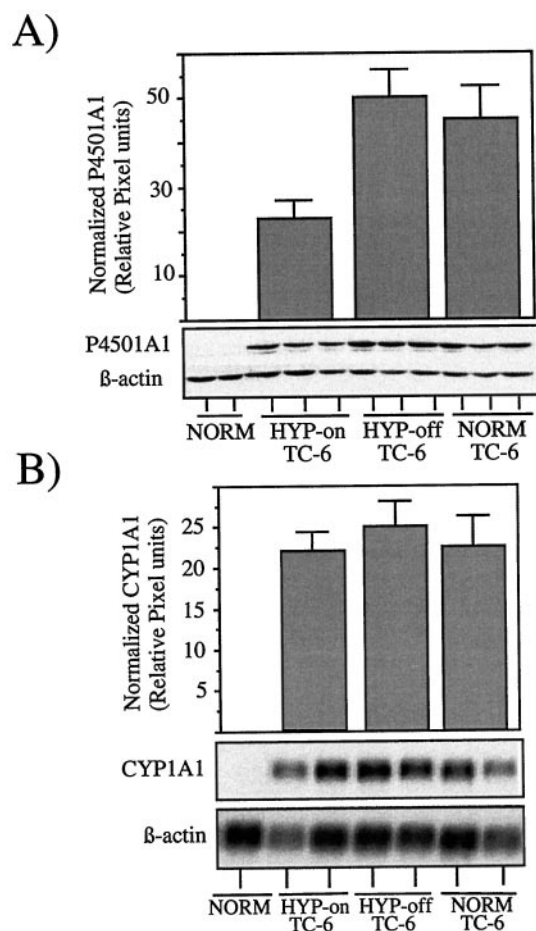 A)
Normalized P4501A1
(Relative Pixel units)
50
30
10
P4501A1
ß-actin
NORM HYP-on HYP-off NORM
TC-6 TC-6 TC-6
B)
Normalized CYP1A1
(Relative Pixel units)
25
20
15
10
5
CYP1A1
ß-actin
NORM HYP-on HYP-off NORM
TC-6 TC-6 TC-6